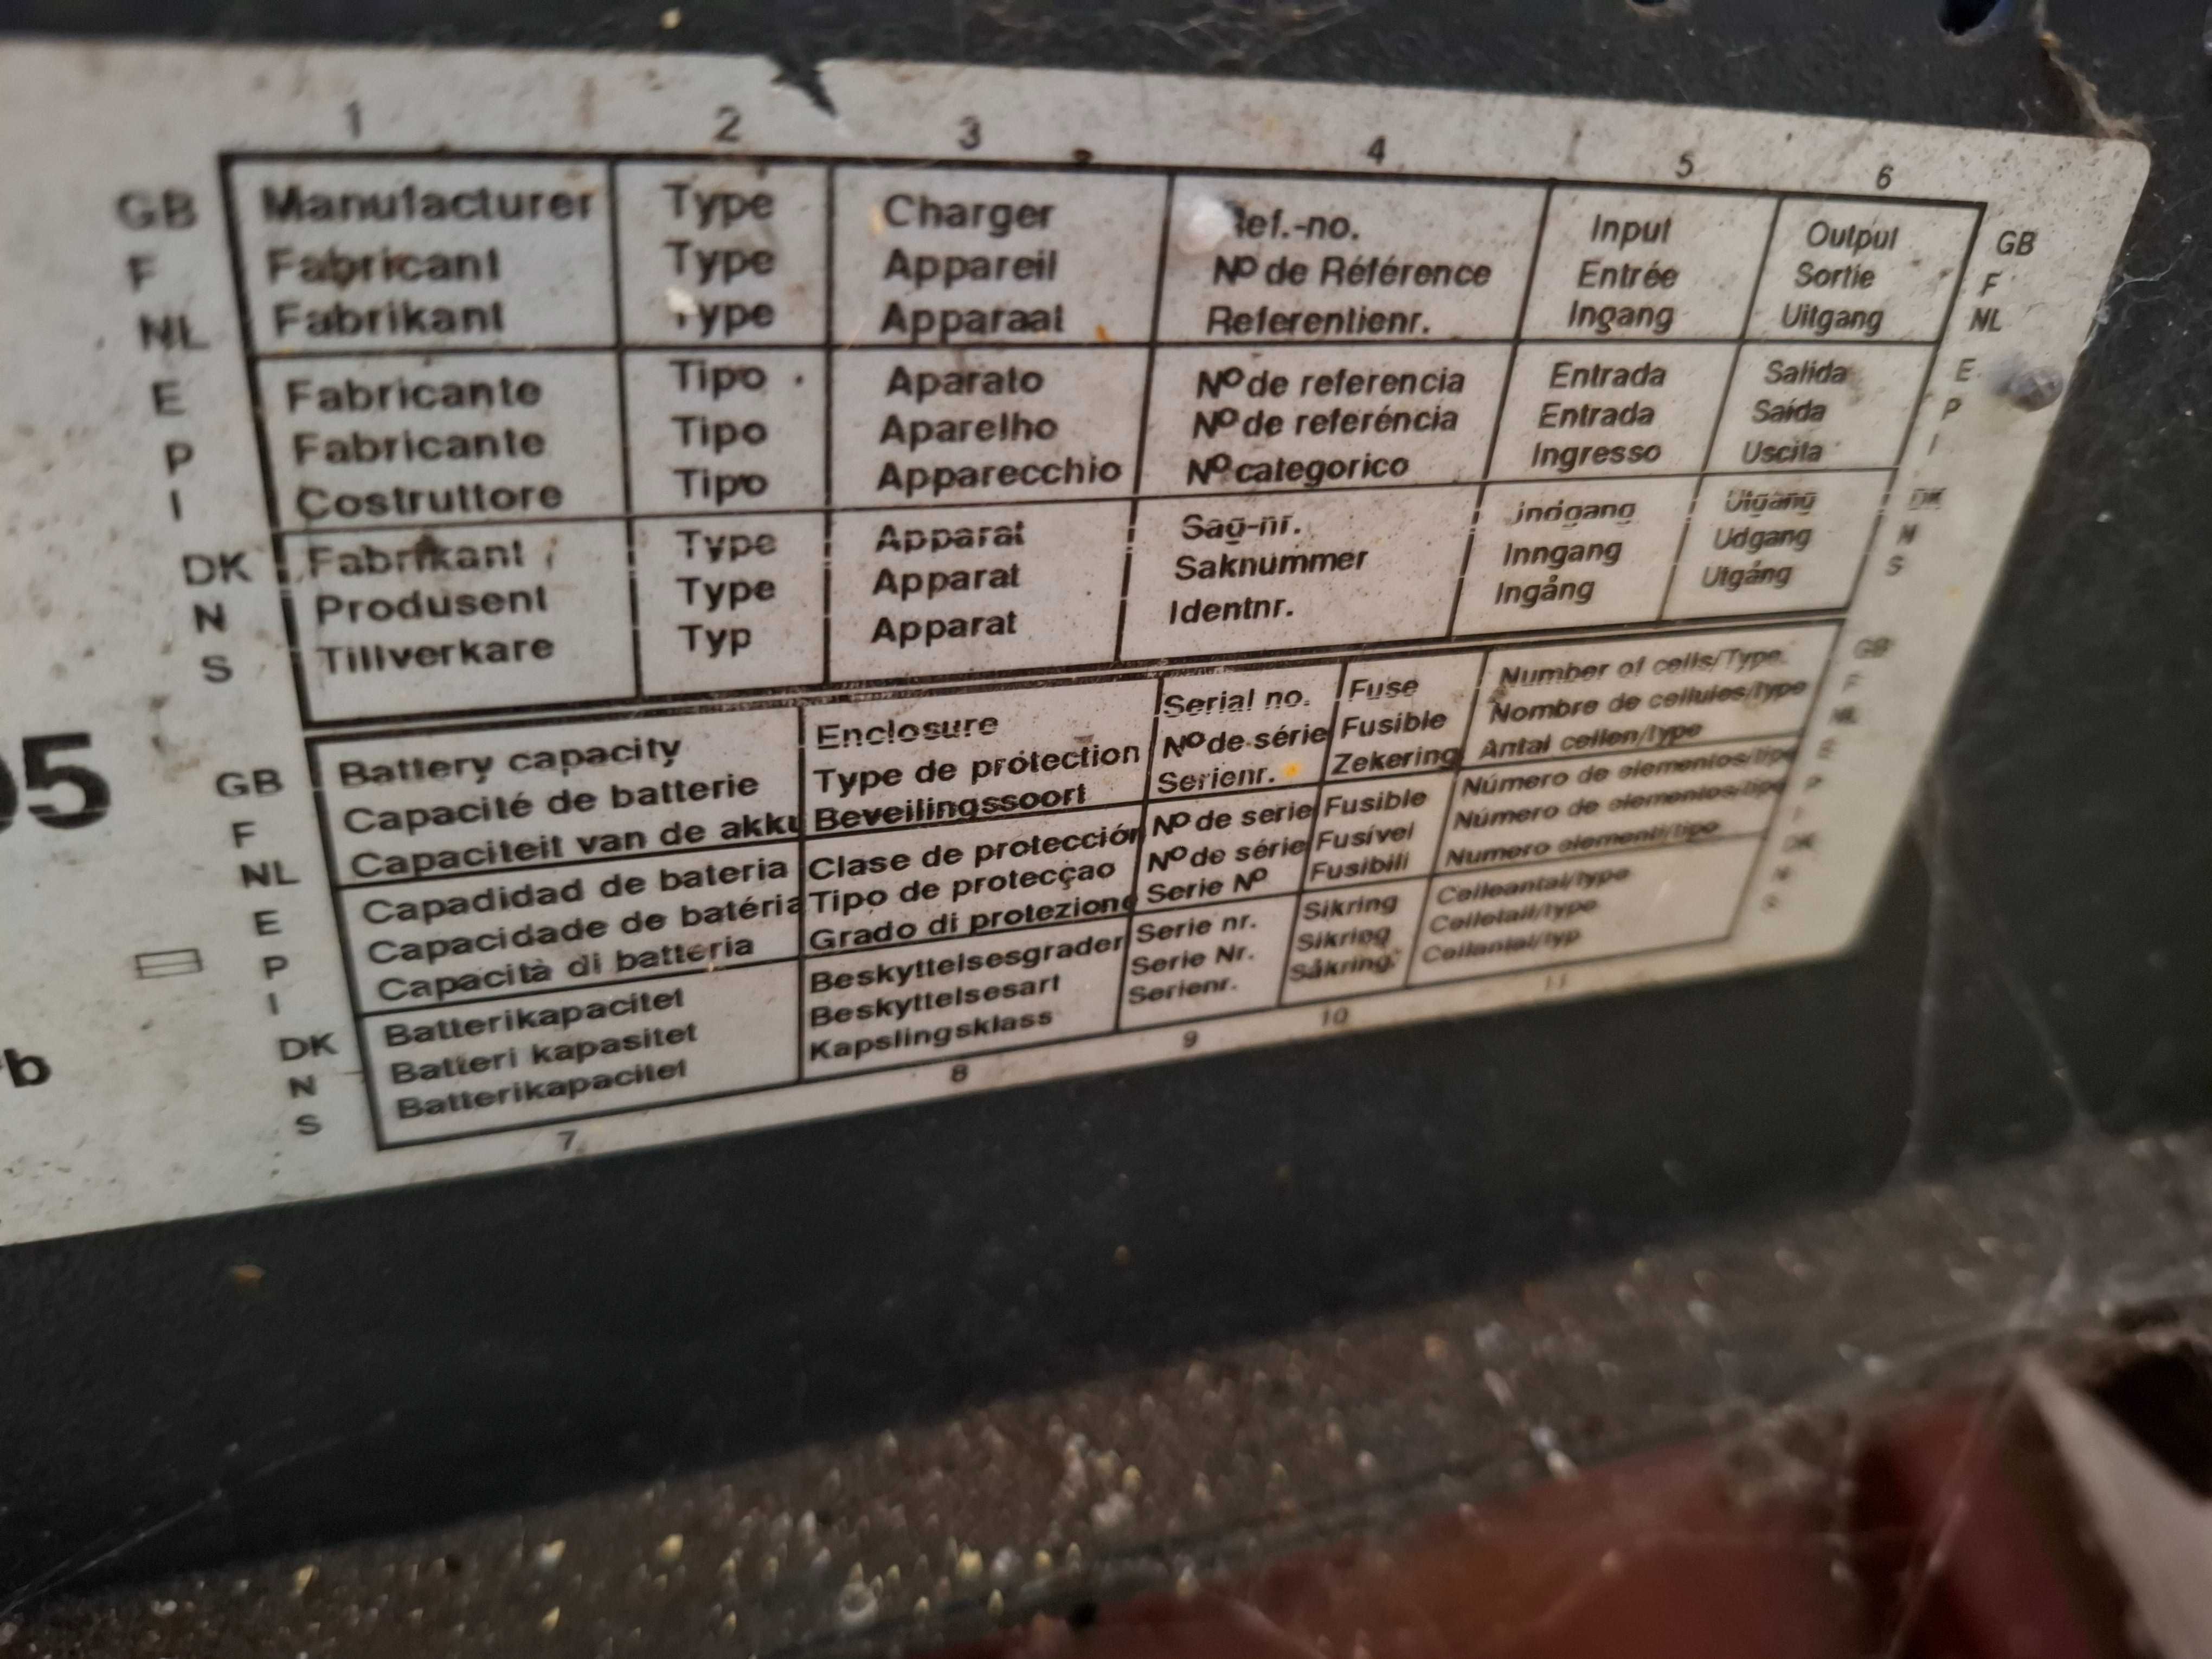 1 2 3 4 5 6
GB Manufacturer Type Charger Ref.-no. Input Output GB
F Fabricant Type Appareil Nº de Référence Entrée Sortie F
NL Fabrikant Type Apparaat Referentienr. Ingang Uitgang NL
E Fabricante Tipo Aparato Nº de referencia Entrada Salida E
P Fabricante Tipo Aparelho Nº de referéncia Entrada Saída P
I Costruttore Tipo Apparecchio Nº categorico Ingresso Uscita I
DK Fabrikant Type Apparat Sag-nr. Indgang Utgang DK
N Produsent Type Apparat Saknummer Inngang Udgang N
S Tillverkare Typ Apparat Identnr. Ingång Utgång S
05
GB Battery capacity Enclosure Serial no. Fuse Number of cells/Type GB
F Capacité de batterie Type de protection Nº de série Fusible Nombre de cellules/type F
NL Capaciteit van de akku Beveilingssoort Serienr. Zekering Antal cellen/type NL
E Capadidad de bateria Clase de protección Nº de serie Fusible Número de elementos/tipo E
P Capacidade de batéria Tipo de protecçao Nº de série Fusível Número de elementos/tipo P
I Capacità di batteria Grado di protezione Serie Nº Fusibili Numero elementi/tipo I
DK Batterikapacitet Beskyttelsesgrader Serie nr. Sikring Celleantal/type DK
N Batteri kapasitet Beskyttelsesart Serie Nr. Sikring Celletall/type N
S Batterikapacitet Kapslingsklass Serienr. Såkring Cellantal/typ S
b
7 8 9 10 11